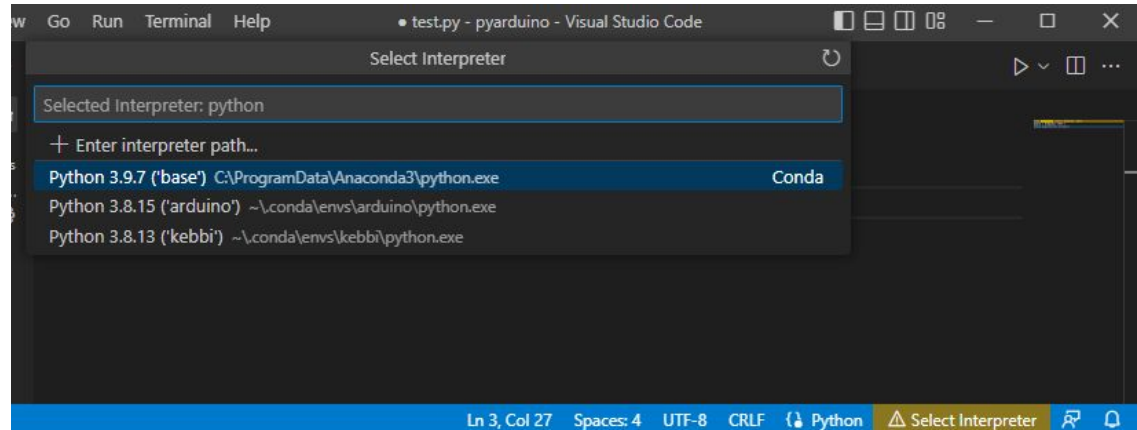 Go Run Terminal Help ● test.py - pyarduino - Visual Studio Code
Select Interpreter
Selected Interpreter: python
+ Enter interpreter path...
Python 3.9.7 ('base') C:\ProgramData\Anaconda3\python.exe Conda
Python 3.8.15 ('arduino') ~\.conda\envs\arduino\python.exe
Python 3.8.13 ('kebbi') ~\.conda\envs\kebbi\python.exe
Ln 3, Col 27 Spaces: 4 UTF-8 CRLF Python Select Interpreter